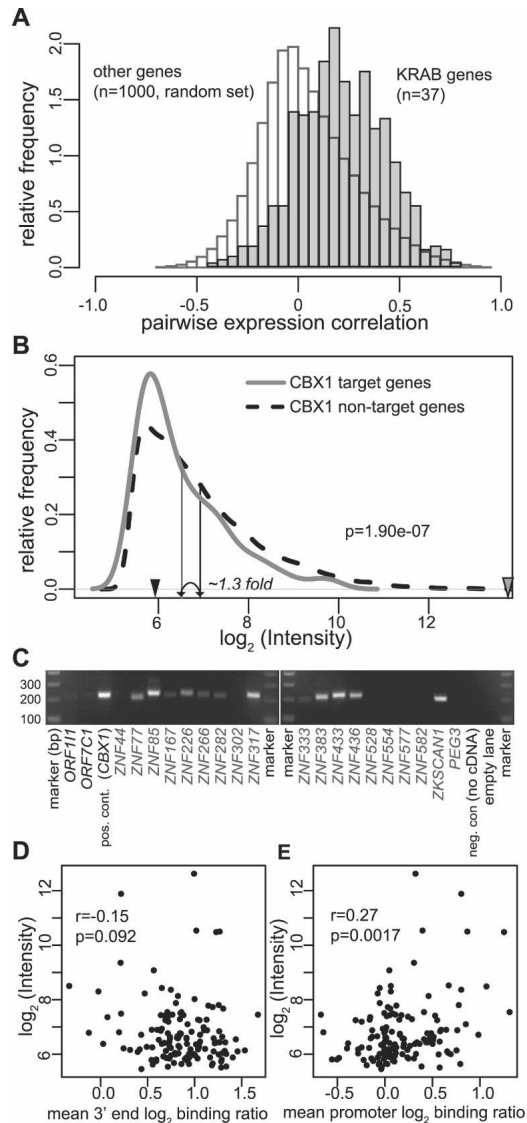 A
other genes
(n=1000, random set)
KRAB genes
(n=37)
relative frequency
2.0
1.5
1.0
0.5
0.0
-1.0 -0.5 0 0.5 1.0
pairwise expression correlation
B
CBX1 target genes
CBX1 non-target genes
p=1.90e-07
~1.3 fold
relative frequency
0.6
0.4
0.2
0.0
6 8 10 12
log2 (Intensity)
C
300
200
100
marker (bp)
ORF1I1
ORF7C1
pos. cont. (CBX1)
ZNF44
ZNF77
ZNF85
ZNF167
ZNF226
ZNF266
ZNF282
ZNF302
ZNF317
marker
marker
ZNF333
ZNF383
ZNF433
ZNF436
ZNF528
ZNF554
ZNF577
ZNF582
ZKSCAN1
PEG3
neg. con (no cDNA)
empty lane
marker
D
r=-0.15
p=0.092
log2 (Intensity)
12
10
8
6
0.0 0.5 1.0 1.5
mean 3' end log2 binding ratio
E
r=0.27
p=0.0017
log2 (Intensity)
12
10
8
6
-0.5 0.0 0.5 1.0
mean promoter log2 binding ratio